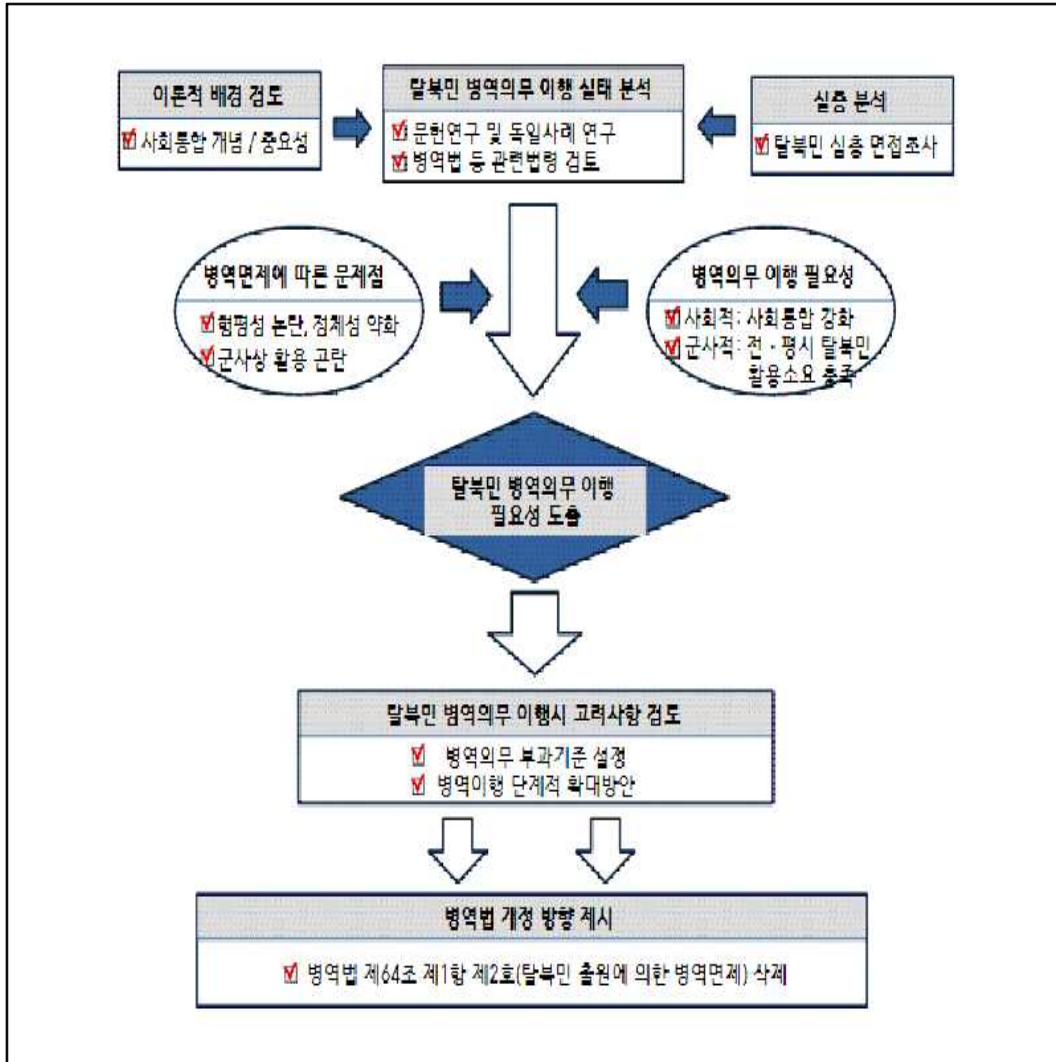 이론적 배경 검토
사회통합 개념 / 중요성
탈북민 병역의무 이행 실태 분석
문헌연구 및 독일사례 연구
병역법 등 관련법령 검토
실증 분석
탈북민 심층 면접조사
병역면제에 따른 문제점
형평성 논란, 정체성 약화
군사상 활용 곤란
병역의무 이행 필요성
사회적: 사회통합 강화
군사적: 전·평시 탈북민
활용소요 충족
탈북민 병역의무 이행
필요성 도출
탈북민 병역의무 이행시 고려사항 검토
병역의무 부과기준 설정
병역이행 단계적 확대방안
병역법 개정 방향 제시
병역법 제64조 제1항 제2호(탈북민 출원에 의한 병역면제) 삭제